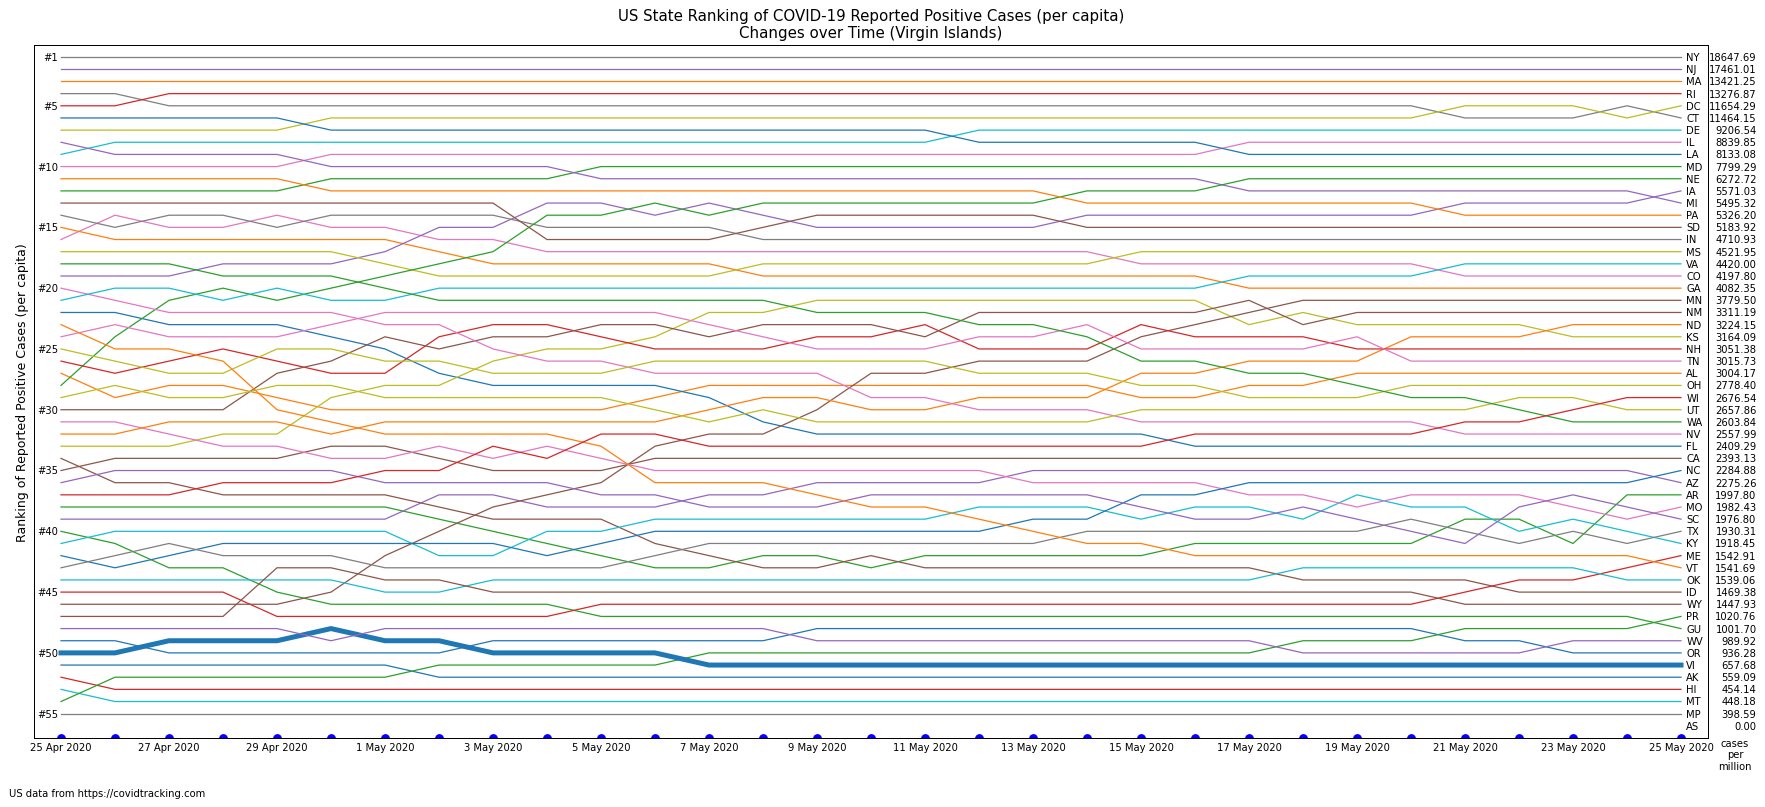 US State Ranking of COVID-19 Reported Positive Cases (per capita)
Changes over Time (Virgin Islands)
Ranking of Reported Positive Cases (per capita)
#1
#5
#10
#15
#20
#25
#30
#35
#40
#45
#50
#55
NY 18647.69
NJ 17461.01
MA 13421.25
RI 13276.87
DC 11654.29
CT 11464.15
DE 9206.54
IL 8839.85
LA 8133.08
MD 7799.29
NE 6272.72
IA 5571.03
MI 5495.32
PA 5326.20
SD 5183.92
IN 4710.93
MS 4521.95
VA 4420.00
CO 4197.80
GA 4082.35
MN 3779.50
NM 3311.19
ND 3224.15
KS 3164.09
NH 3051.38
TN 3015.73
AL 3004.17
OH 2778.40
WI 2676.54
UT 2657.86
WA 2603.84
NV 2557.99
FL 2409.29
CA 2393.13
NC 2284.88
AZ 2275.26
AR 1997.80
MO 1982.43
SC 1976.80
TX 1930.31
KY 1918.45
ME 1542.91
VT 1541.69
OK 1539.06
ID 1469.38
WY 1447.93
PR 1020.76
GU 1001.70
WV 989.92
OR 936.28
VI 657.68
AK 559.09
HI 454.14
MT 448.18
MP 398.59
AS 0.00
25 Apr 2020 27 Apr 2020 29 Apr 2020 1 May 2020 3 May 2020 5 May 2020 7 May 2020 9 May 2020 11 May 2020 13 May 2020 15 May 2020 17 May 2020 19 May 2020 21 May 2020 23 May 2020 25 May 2020
cases
per
million
US data from https://covidtracking.com